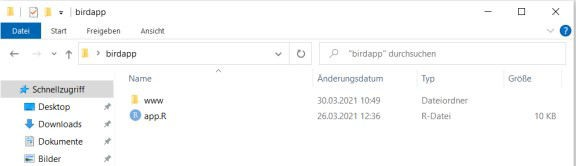 birdapp
Datei Start Freigeben Ansicht
birdapp "birdapp" durchsuchen
Name Änderungsdatum Typ Größe
Schnellzugriff
www 30.03.2021 10:49 Dateiordner
Desktop
app.R 26.03.2021 12:36 R-Datei 10 KB
Downloads
Dokumente
Bilder